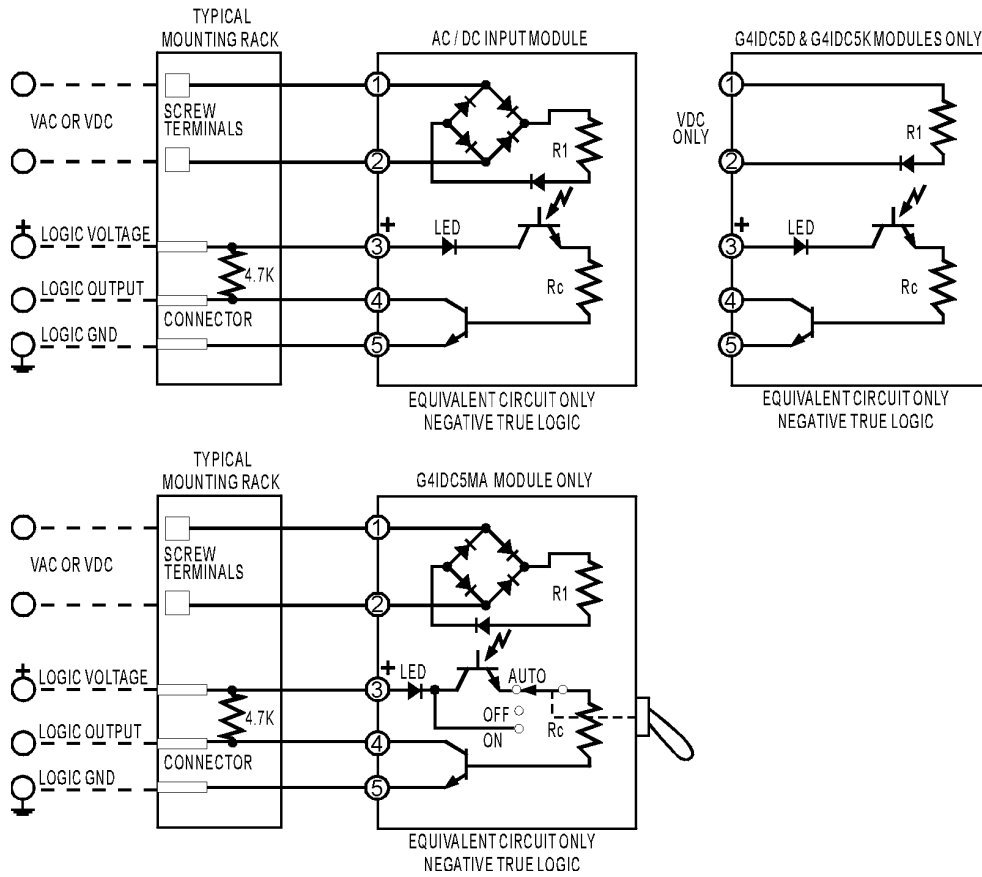 TYPICAL
MOUNTING RACK
AC / DC INPUT MODULE
G4IDC5D & G4IDC5K MODULES ONLY
VAC OR VDC
SCREW
TERMINALS
1
2
R1
+
LOGIC VOLTAGE
4.7K
LOGIC OUTPUT
CONNECTOR
LOGIC GND
+
3
LED
Rc
4
5
EQUIVALENT CIRCUIT ONLY
NEGATIVE TRUE LOGIC
1
VDC
ONLY
R1
2
+
3
LED
Rc
4
5
EQUIVALENT CIRCUIT ONLY
NEGATIVE TRUE LOGIC
TYPICAL
MOUNTING RACK
G4IDC5MA MODULE ONLY
VAC OR VDC
SCREW
TERMINALS
1
2
R1
+
LOGIC VOLTAGE
4.7K
LOGIC OUTPUT
CONNECTOR
LOGIC GND
+
3
LED
AUTO
OFF
ON
Rc
4
5
EQUIVALENT CIRCUIT ONLY
NEGATIVE TRUE LOGIC